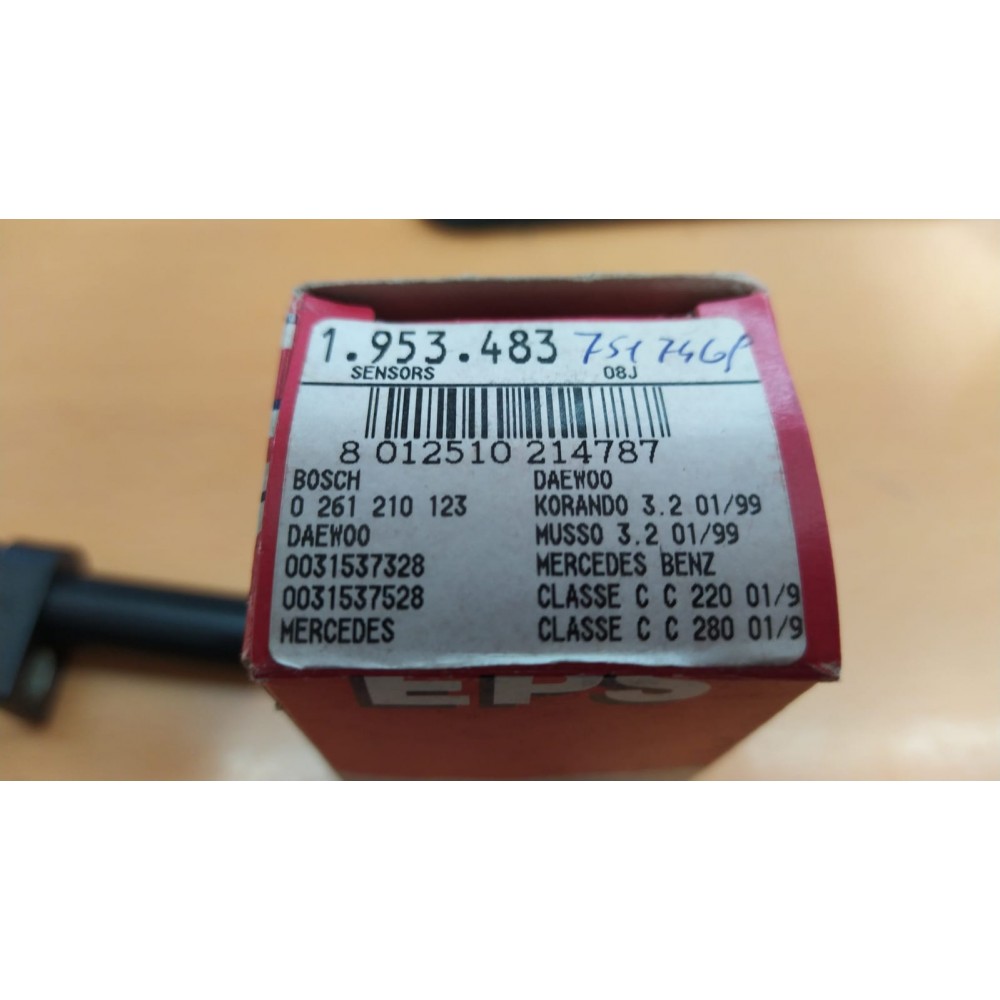 1.953.483
SENSORS 08J
8 012510 214787
BOSCH
0 261 210 123
DAEWOO
0031537328
0031537528
MERCEDES
DAEWOO
KORANDO 3.2 01/99
MUSSO 3.2 01/99
MERCEDES BENZ
CLASSE C C 220 01/9
CLASSE C C 280 01/9
EPS